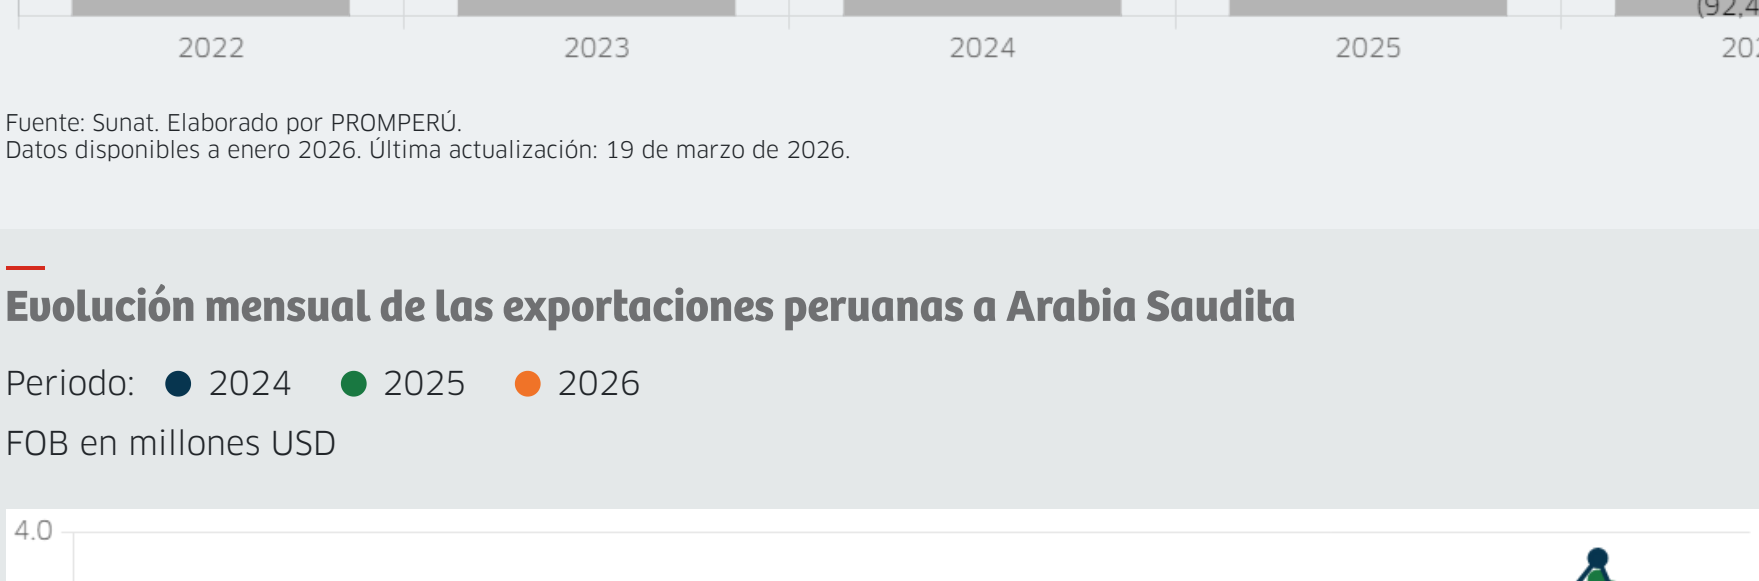 (92,4
2022 2023 2024 2025
Fuente: Sunat. Elaborado por PROMPERÚ.
Datos disponibles a enero 2026. Última actualización: 19 de marzo de 2026.
Evolución mensual de las exportaciones peruanas a Arabia Saudita
Periodo: 2024 2025 2026
FOB en millones USD
4.0